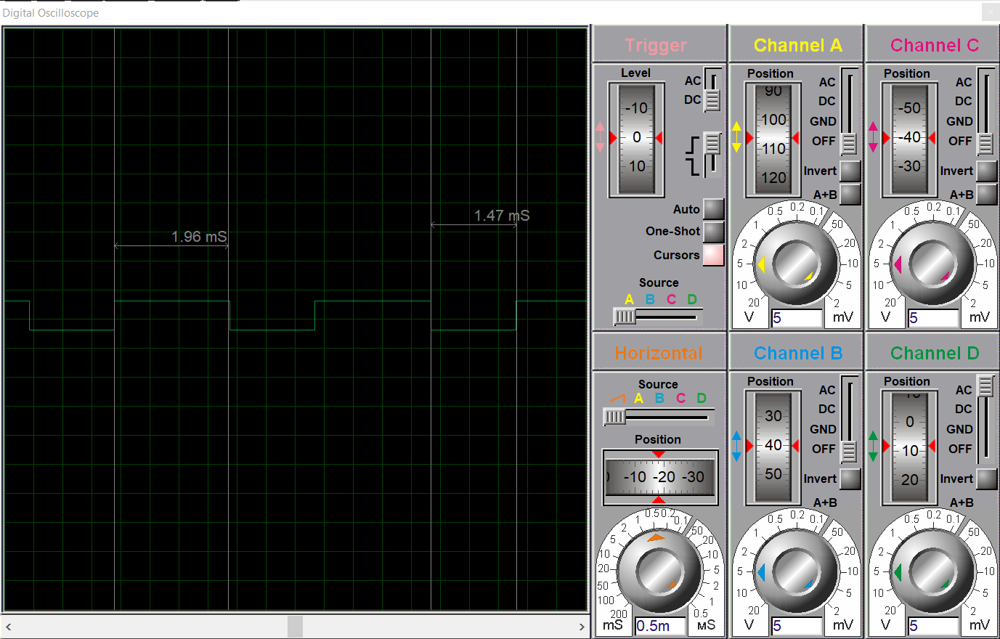 Digital Oscilloscope
1.96 mS
1.47 mS
Trigger
Level
AC
DC
-10
0
10
Auto
One-Shot
Cursors
Source
A B C D
Channel A
Position
90
100
110
120
AC
DC
GND
OFF
Invert
A+B
20 10 5 2 1 0.5 0.2 0.1 50 20 10 5 2
V
5
mV
Channel C
Position
-50
-40
-30
AC
DC
GND
OFF
Invert
A+B
20 10 5 2 1 0.5 0.2 0.1 50 20 10 5 2
V
5
mV
Horizontal
Source
A B C D
Position
-10 -20 -30
200 100 50 20 10 5 2 1 0.5 0.2 0.1 50 20 10 5 2 1 0.5
mS
0.5m
мS
Channel B
Position
30
40
50
AC
DC
GND
OFF
Invert
A+B
20 10 5 2 1 0.5 0.2 0.1 50 20 10 5 2
V
5
mV
Channel D
Position
0
10
20
AC
DC
GND
OFF
Invert
A+B
20 10 5 2 1 0.5 0.2 0.1 50 20 10 5 2
V
5
mV